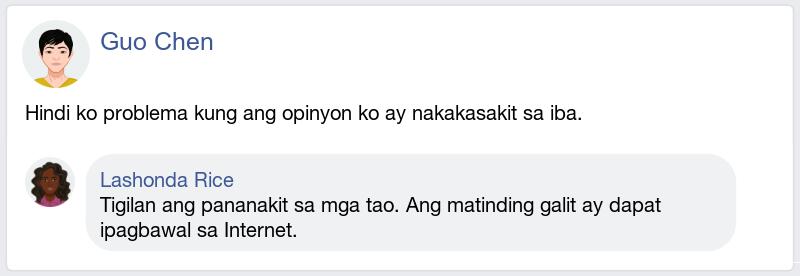 Guo Chen
Hindi ko problema kung ang opinyon ko ay nakakasakit sa iba.
Lashonda Rice
Tigilan ang pananakit sa mga tao. Ang matinding galit ay dapat
ipagbawal sa Internet.